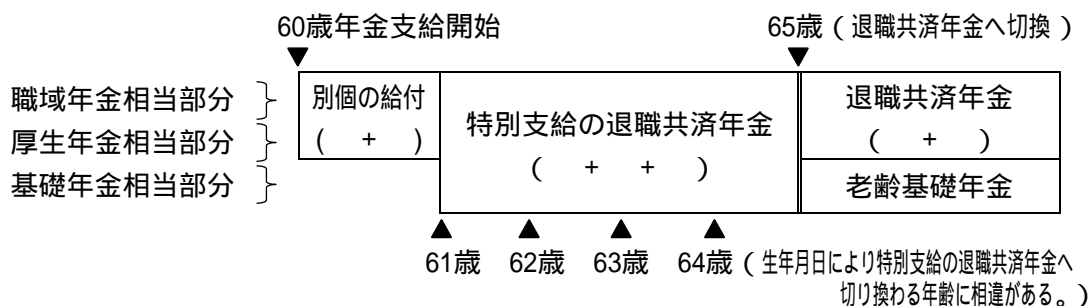 60歳年金支給開始
65歳（退職共済年金へ切換）
▼ ▼
職域年金相当部分 }
厚生年金相当部分 }
基礎年金相当部分 }
別個の給付
( + )
特別支給の退職共済年金
( + + )
退職共済年金
( + )
老齢基礎年金
▲ ▲ ▲ ▲
61歳 62歳 63歳 64歳（生年月日により特別支給の退職共済年金へ
切り換わる年齢に相違がある。）